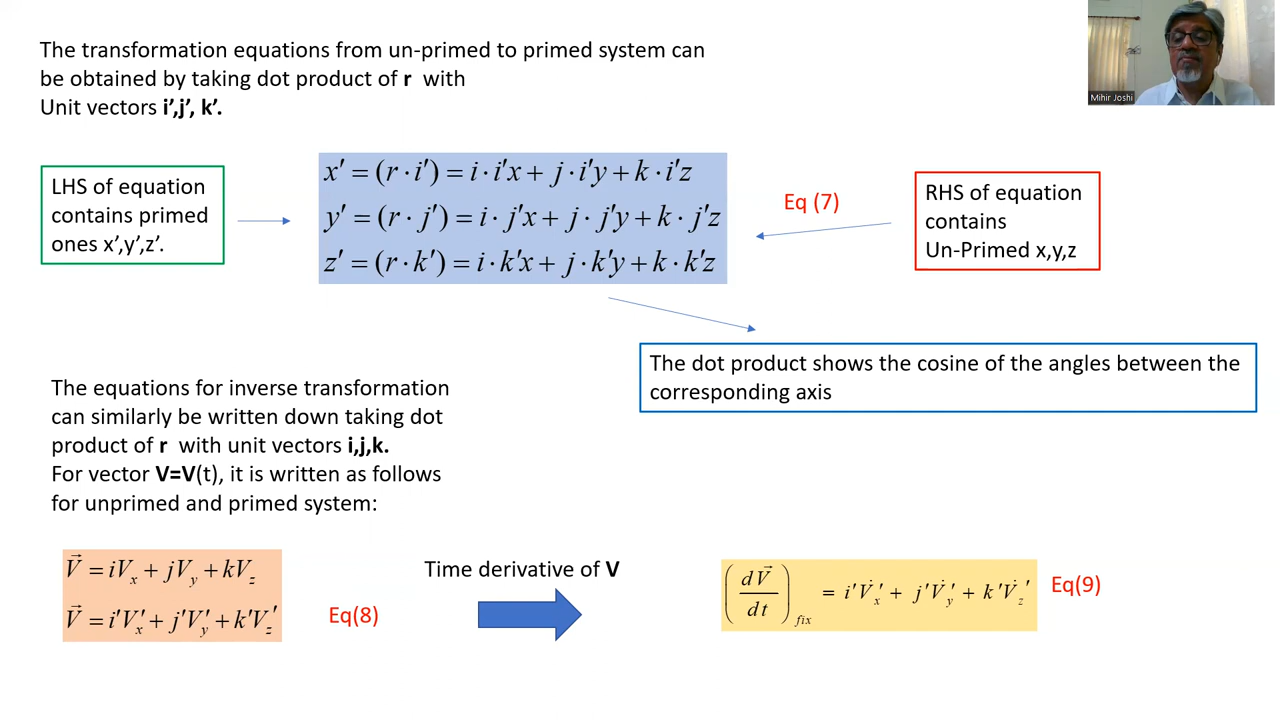 The transformation equations from un-primed to primed system can
be obtained by taking dot product of r with
Unit vectors i’,j’, k’.
Mihir Joshi
LHS of equation
contains primed
ones x’,y’,z’.
x′ = (r · i′) = i · i′x + j · i′y + k · i′z
y′ = (r · j′) = i · j′x + j · j′y + k · j′z
z′ = (r · k′) = i · k′x + j · k′y + k · k′z
Eq (7)
RHS of equation
contains
Un-Primed x,y,z
The dot product shows the cosine of the angles between the
corresponding axis
The equations for inverse transformation
can similarly be written down taking dot
product of r with unit vectors i,j,k.
For vector V=V(t), it is written as follows
for unprimed and primed system:
V⃗ = iVx + jVy + kVz
V⃗ = i′Vx′ + j′Vy′ + k′Vz′
Eq(8)
Time derivative of V
(dV⃗/dt)fix = i′V̇x′ + j′V̇y′ + k′V̇z′
Eq(9)